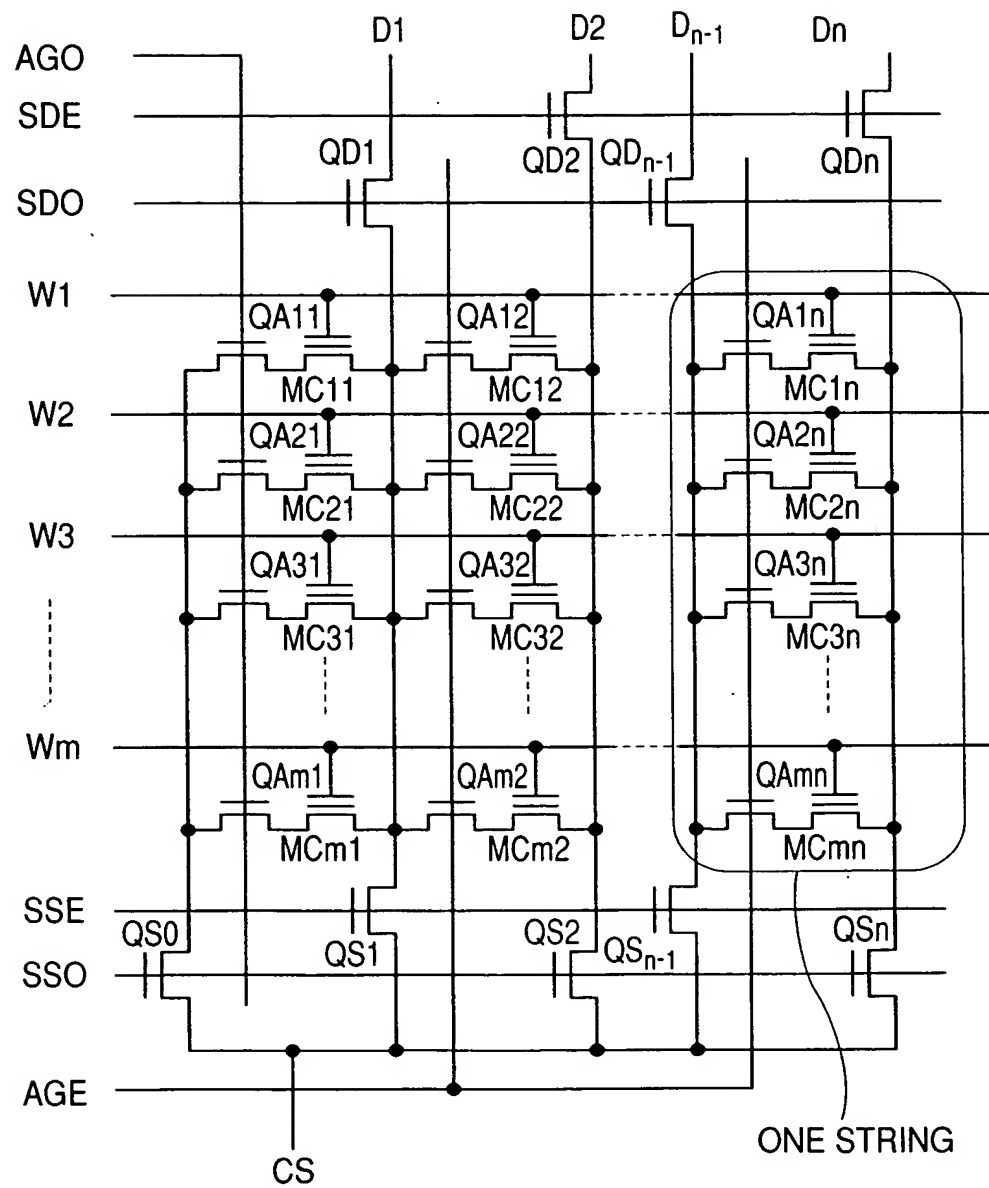 D1 D2 Dn-1 Dn
AGO
SDE
QD1 QD2 QDn-1 QDn
SDO
W1
QA11 QA12 QA1n
MC11 MC12 MC1n
W2
QA21 QA22 QA2n
MC21 MC22 MC2n
W3
QA31 QA32 QA3n
MC31 MC32 MC3n
Wm
QAm1 QAm2 QAmn
MCm1 MCm2 MCmn
SSE
QS0 QS1 QS2 QSn-1 QSn
SSO
AGE
ONE STRING
CS